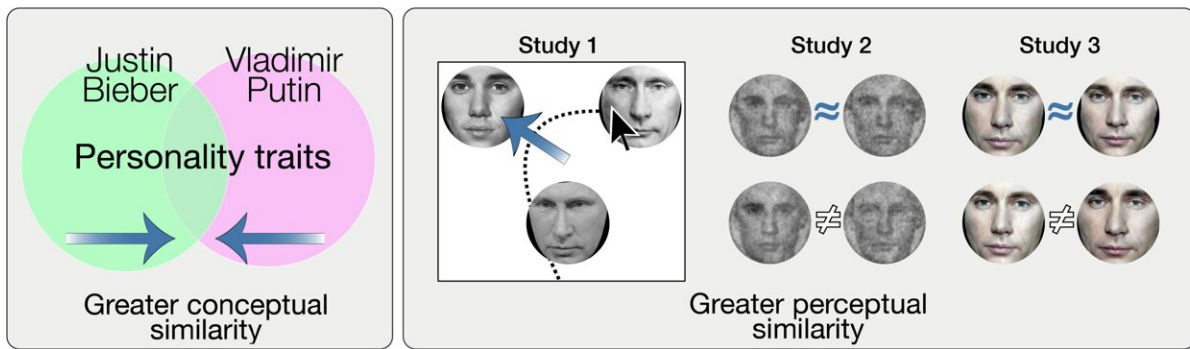 Justin
Bieber
Vladimir
Putin
Personality traits
Greater conceptual
similarity
Study 1
Study 2
Study 3
≈
≈
≠
≠
Greater perceptual
similarity